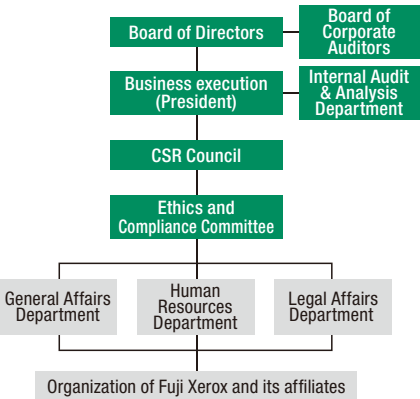 Board of Directors
Board of
Corporate
Auditors
Business execution
(President)
Internal Audit
& Analysis
Department
CSR Council
Ethics and
Compliance Committee
General Affairs
Department
Human
Resources
Department
Legal Affairs
Department
Organization of Fuji Xerox and its affiliates